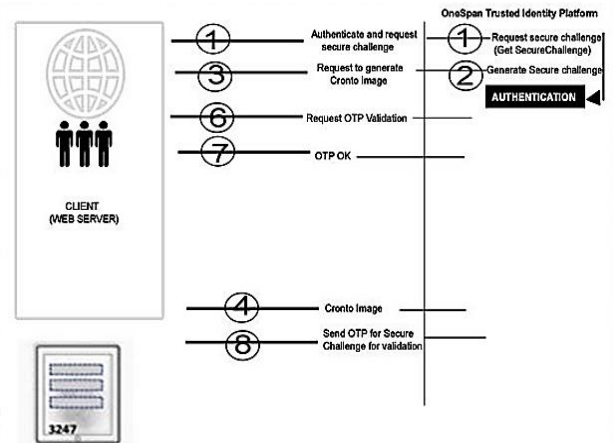 OneSpan Trusted Identity Platform
1
Authenticate and request
secure challenge
1
Request secure challenge
(Get SecureChallenge)
3
Request to generate
Cronto Image
2
Generate Secure challenge
AUTHENTICATION
6
Request OTP Validation
7
OTP OK
CLIENT
(WEB SERVER)
4
Cronto Image
8
Send OTP for Secure
Challenge for validation
3247